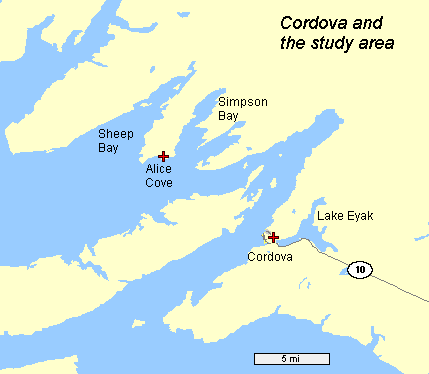 Cordova and
the study area
Simpson
Bay
Sheep
Bay
Alice
Cove
Lake Eyak
Cordova
10
5 mi